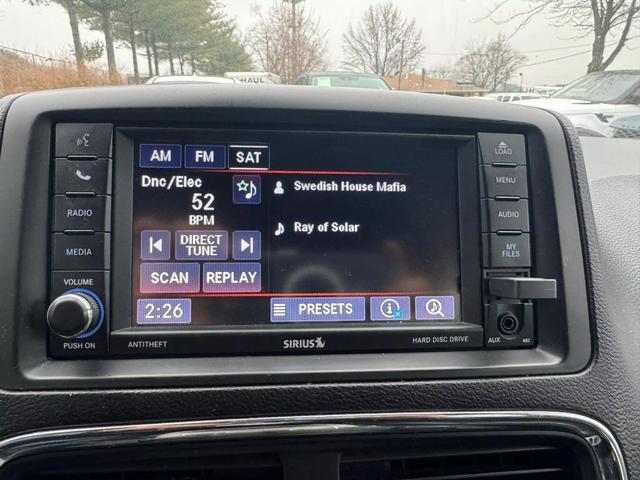 HAUL
LOAD
AM FM SAT
MENU
Dnc/Elec
Swedish House Mafia
52
BPM
RADIO
AUDIO
Ray of Solar
DIRECT
TUNE
MEDIA
MY
FILES
SCAN REPLAY
VOLUME
2:26 PRESETS
PUSH ON
ANTITHEFT
SIRIUS
HARD DISC DRIVE
AUX